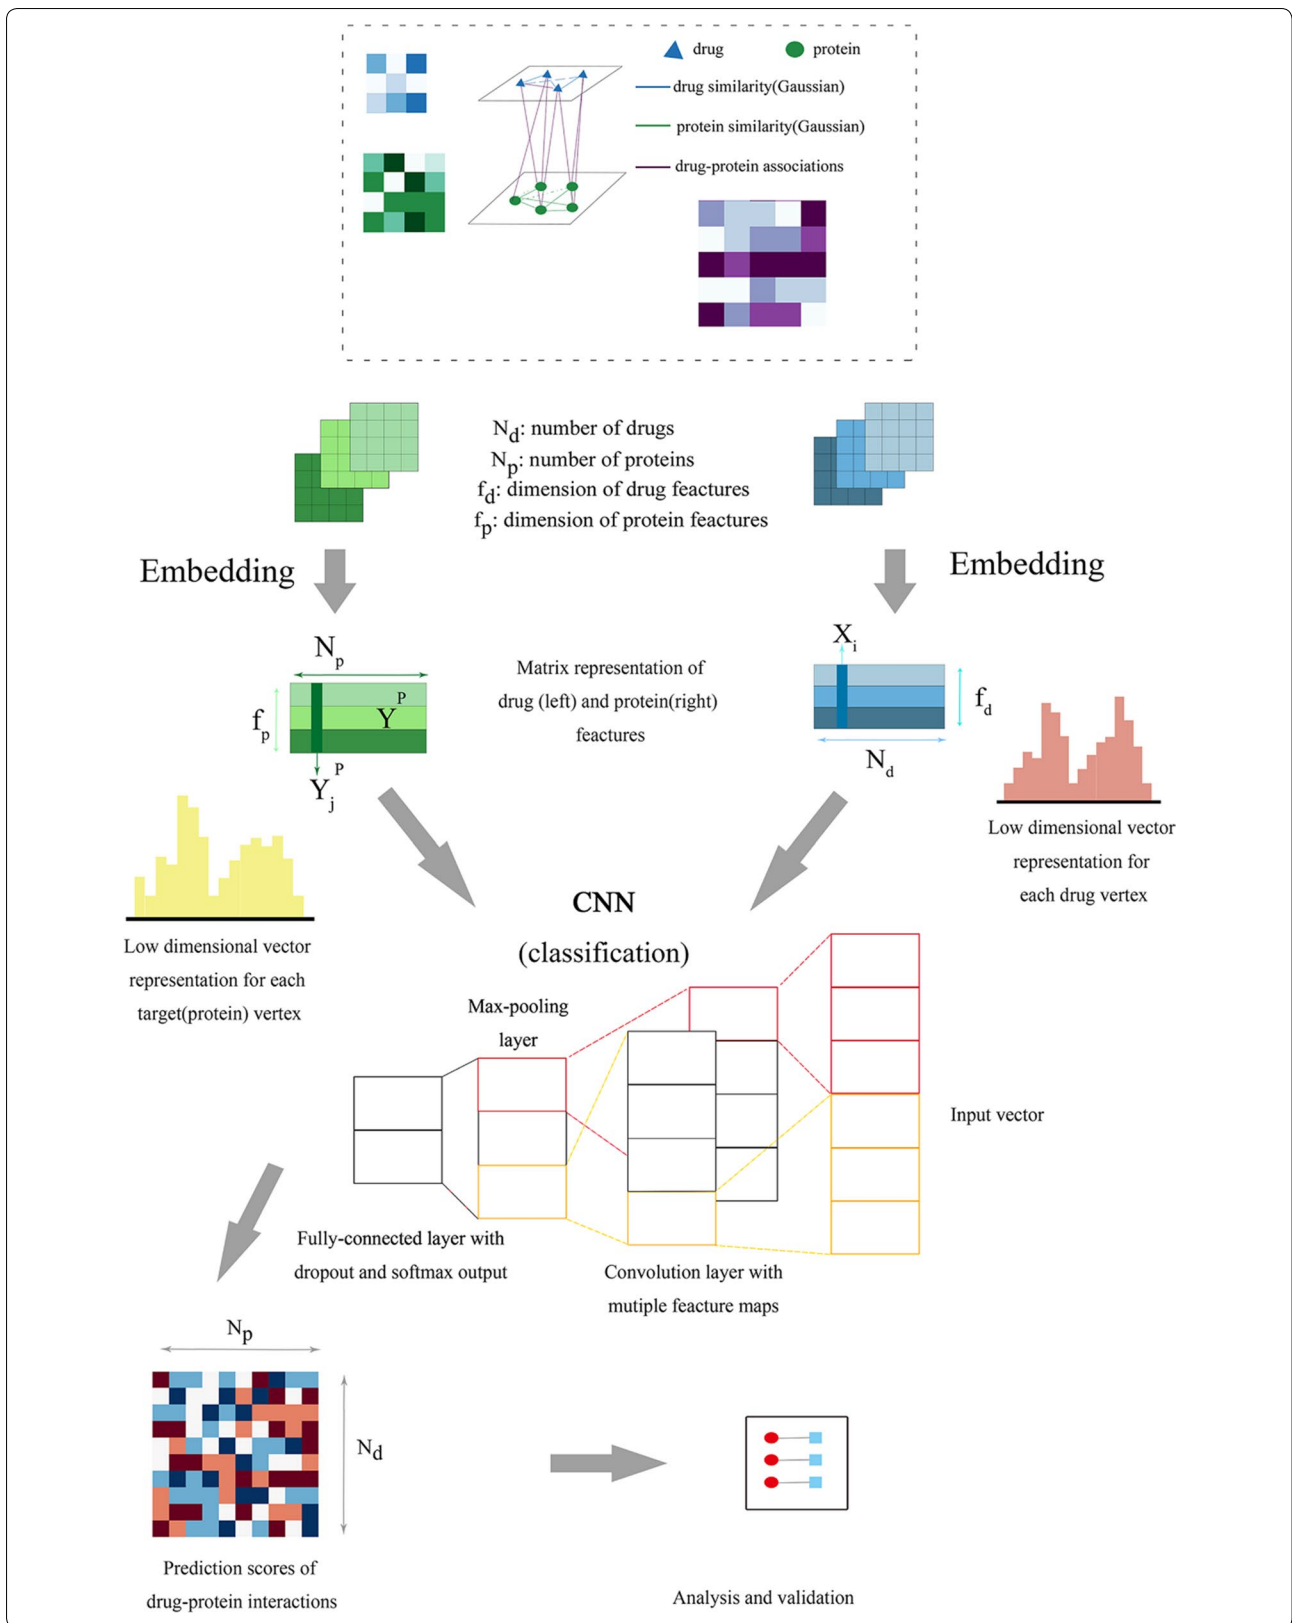 drug
protein
drug similarity(Gaussian)
protein similarity(Gaussian)
drug-protein associations
Nd: number of drugs
Np: number of proteins
fd: dimension of drug feactures
fp: dimension of protein feactures
Embedding
Embedding
Np
fp
YP
YjP
Matrix representation of
drug (left) and protein(right)
feactures
Xi
fd
Nd
Low dimensional vector
representation for
each drug vertex
Low dimensional vector
representation for each
target(protein) vertex
CNN
(classification)
Max-pooling
layer
Input vector
Fully-connected layer with
dropout and softmax output
Convolution layer with
mutiple feacture maps
Np
Nd
Prediction scores of
drug-protein interactions
Analysis and validation